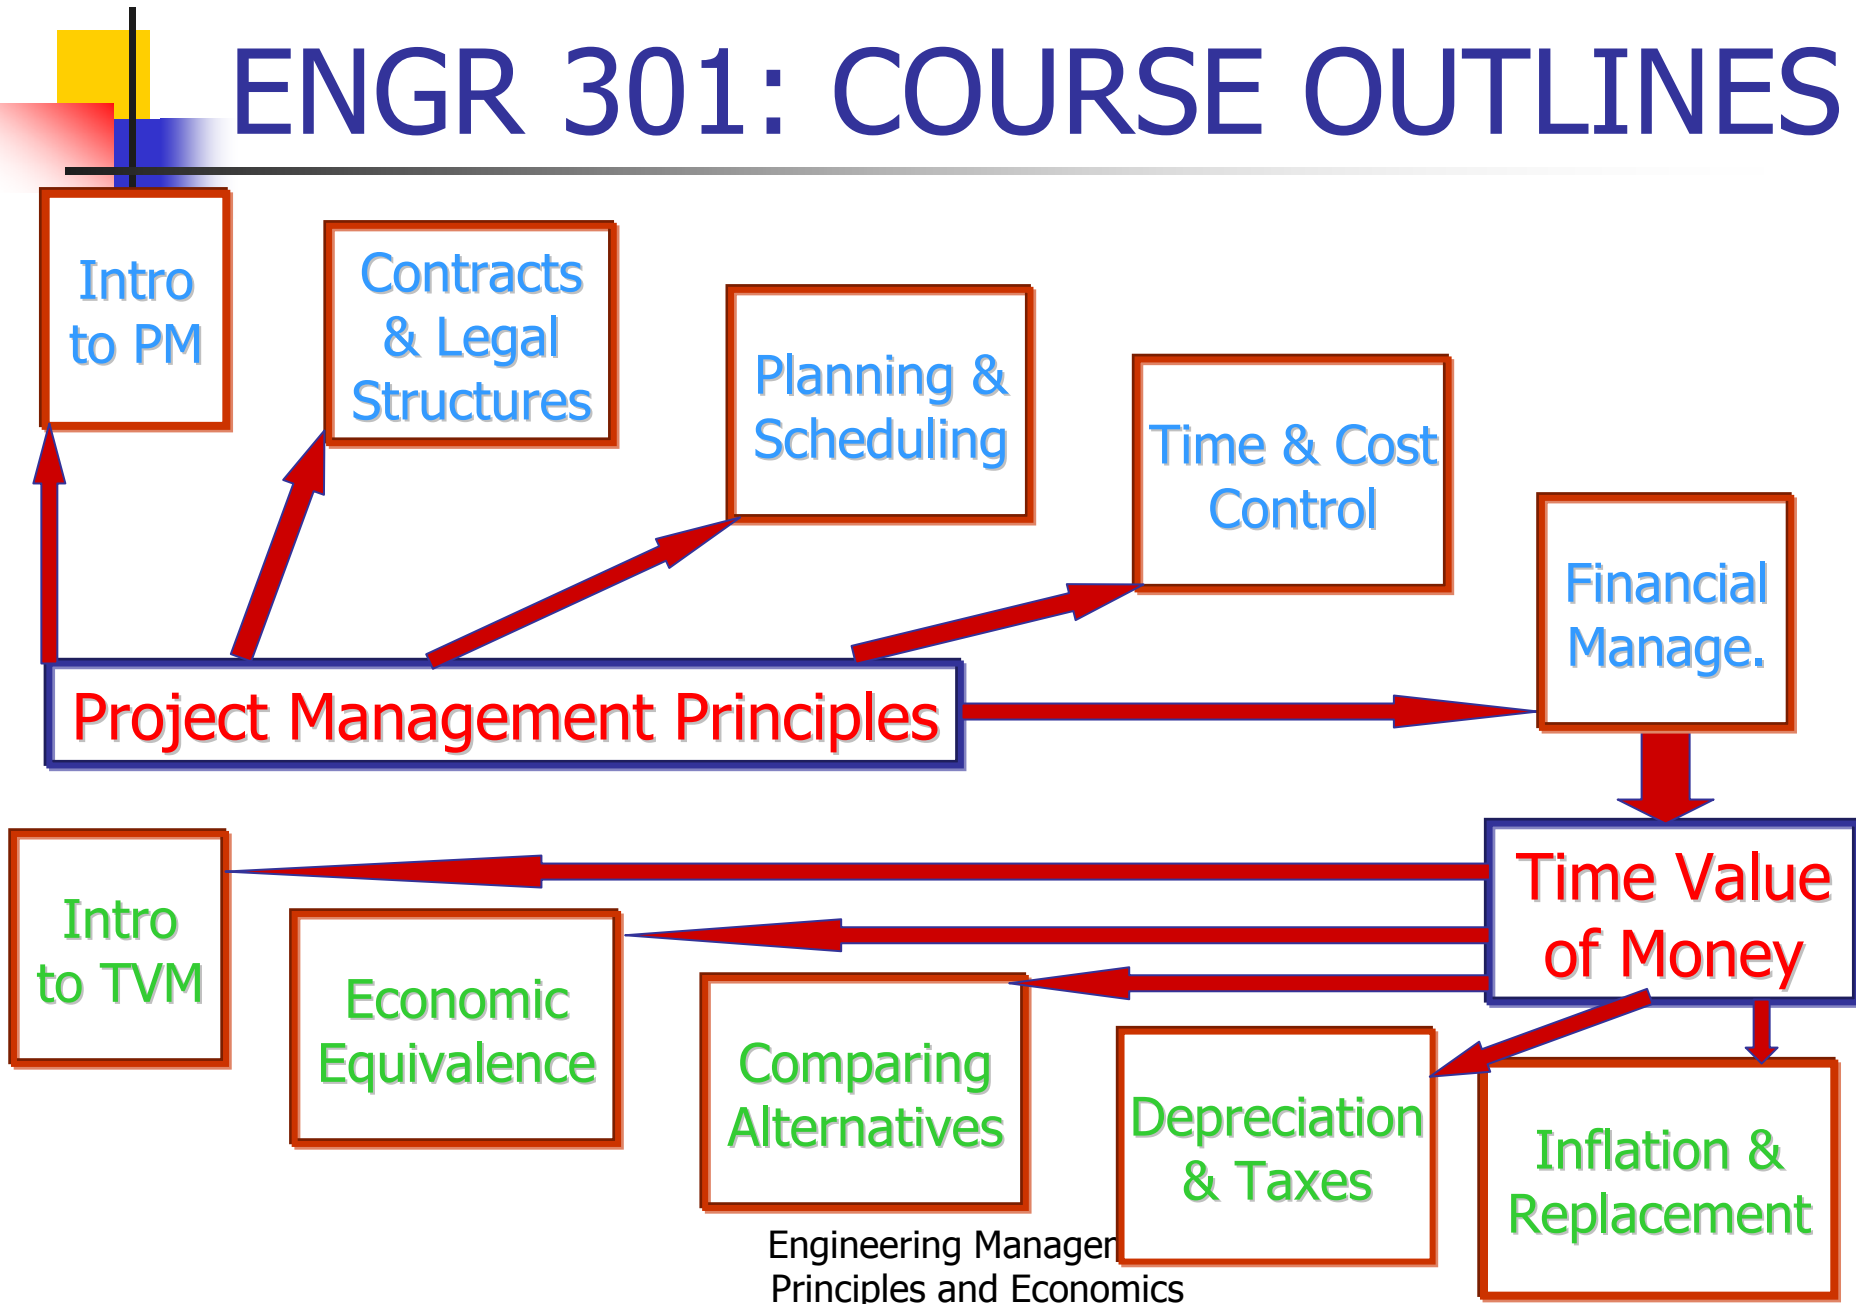 ENGR 301: COURSE OUTLINES
Intro
to PM
Contracts
& Legal
Structures
Planning &
Scheduling
Time & Cost
Control
Financial
Manage.
Project Management Principles
Time Value
of Money
Intro
to TVM
Economic
Equivalence
Comparing
Alternatives
Depreciation
& Taxes
Inflation &
Replacement
Engineering
Principles and Economics